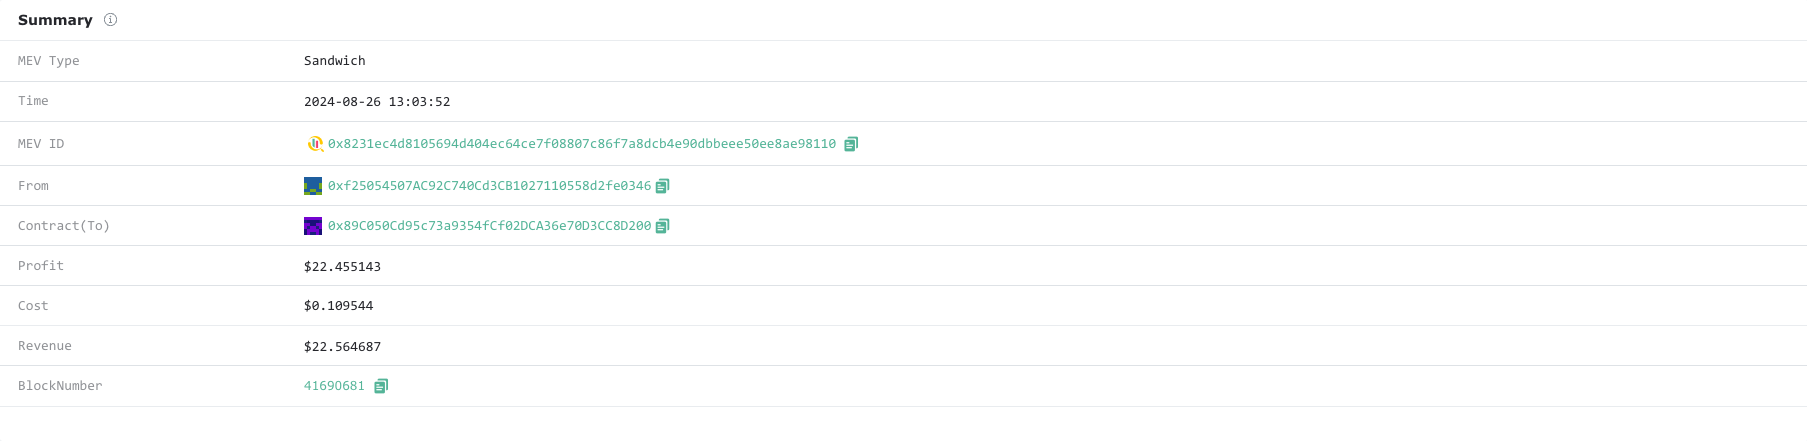 Summary
MEV Type Sandwich
Time 2024-08-26 13:03:52
MEV ID 0x8231ec4d8105694d404ec64ce7f08807c86f7a8dcb4e90dbbeee50ee8ae98110
From 0xf25054507AC92C740Cd3CB1027110558d2fe0346
Contract(To) 0x89C050Cd95c73a9354fCf02DCA36e70D3CC8D200
Profit $22.455143
Cost $0.109544
Revenue $22.564687
BlockNumber 41690681